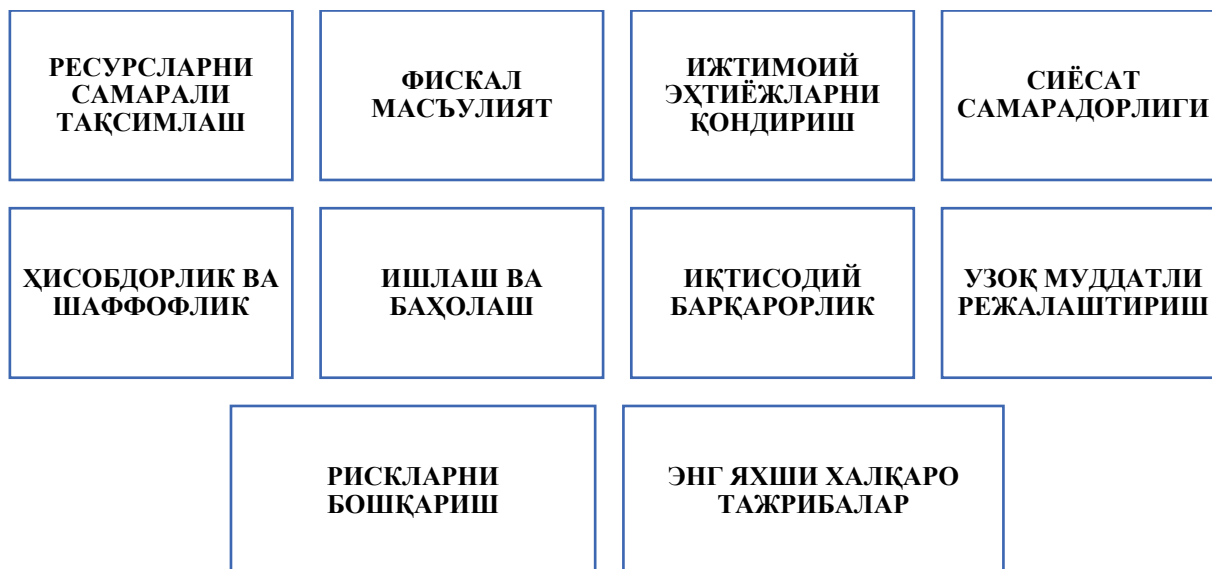 РЕСУРСЛАРНИ
САМАРАЛИ
ТАҚСИМЛАШ
ФИСКАЛ
МАСЪУЛИЯТ
ИЖТИМОИЙ
ЭҲТИЁЖЛАРНИ
ҚОНДИРИШ
СИЁСАТ
САМАРАДОРЛИГИ
ҲИСОБДОРЛИК ВА
ШАФФОФЛИК
ИШЛАШ ВА
БАҲОЛАШ
ИҚТИСОДИЙ
БАРҚАРОРЛИК
УЗОҚ МУДДАТЛИ
РЕЖАЛАШТИРИШ
РИСКЛАРНИ
БОШҚАРИШ
ЭНГ ЯХШИ ХАЛҚАРО
ТАЖРИБАЛАР